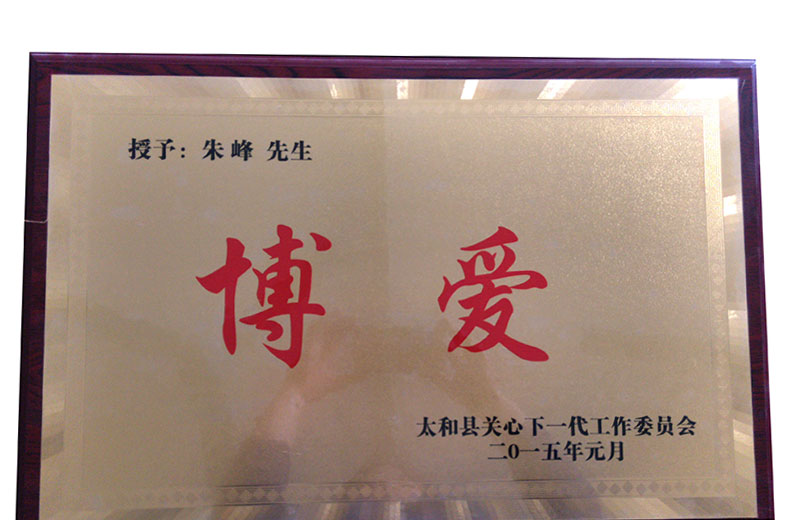 授予：朱峰 先生
博爱
太和县关心下一代工作委员会
二0一五年元月